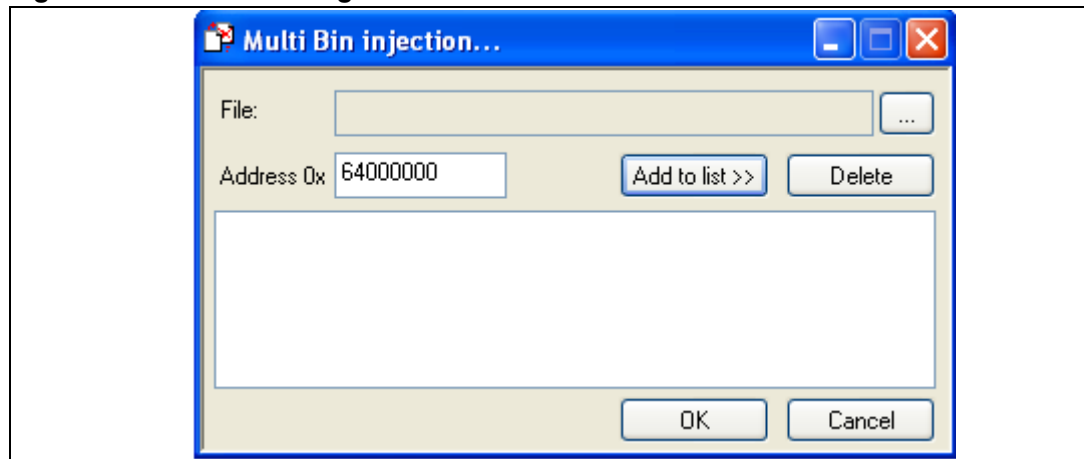 Multi Bin injection...
File:
...
Address 0x 64000000 Add to list >> Delete
OK Cancel